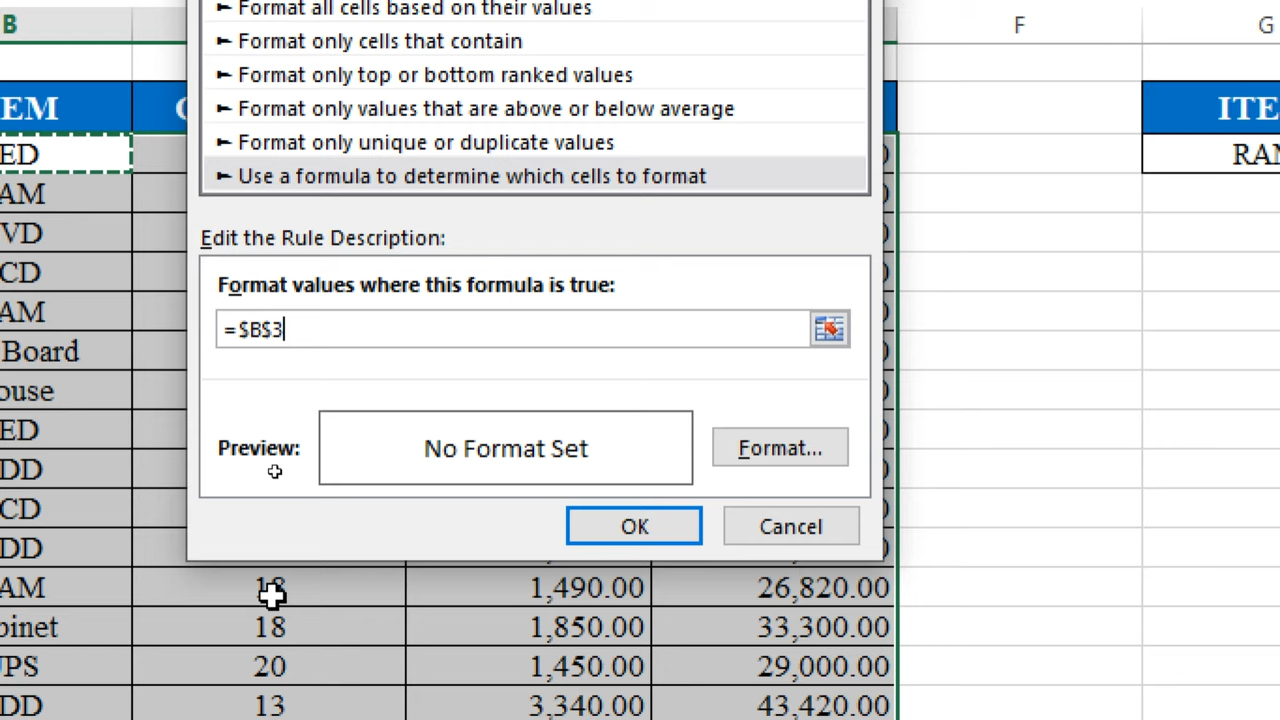 B
F
G
Format all cells based on their values
Format only cells that contain
Format only top or bottom ranked values
Format only values that are above or below average
Format only unique or duplicate values
Use a formula to determine which cells to format
Edit the Rule Description:
Format values where this formula is true:
=$B$3
Preview:
No Format Set
Format...
OK
Cancel
EM
ITE
ED
RAM
AM
VD
CD
AM
Board
ouse
ED
DD
CD
DD
AM 18 1,490.00 26,820.00
binet 18 1,850.00 33,300.00
UPS 20 1,450.00 29,000.00
DD 13 3,340.00 43,420.00